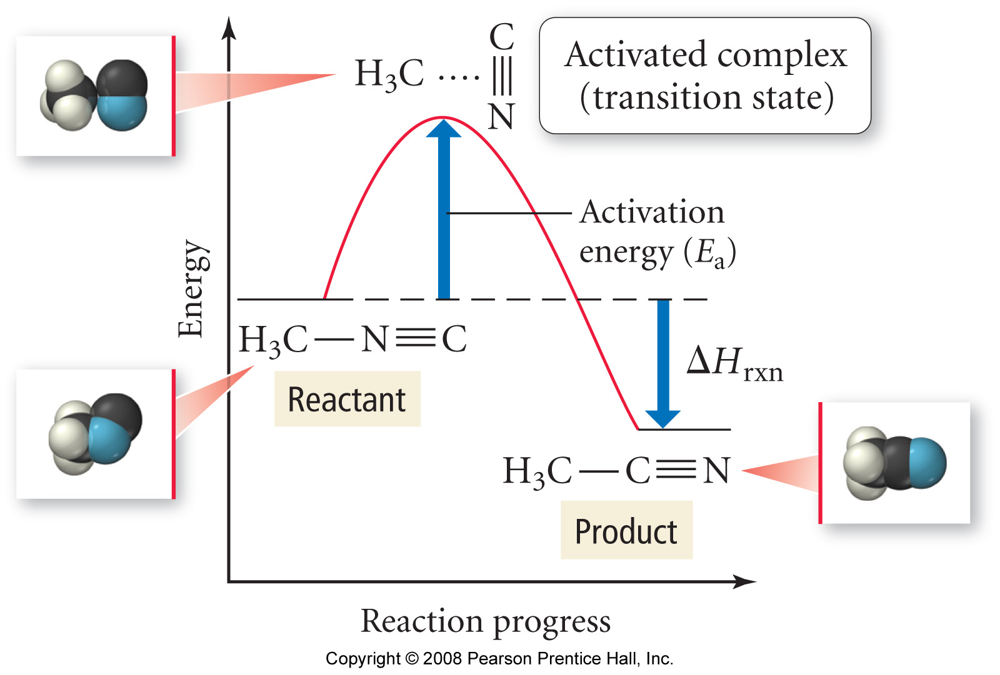 C
H₃C ···· |||
N
Activated complex
(transition state)
Activation
energy (Eₐ)
Energy
H₃C—N≡C
Reactant
ΔHrxn
H₃C—C≡N
Product
Reaction progress
Copyright © 2008 Pearson Prentice Hall, Inc.